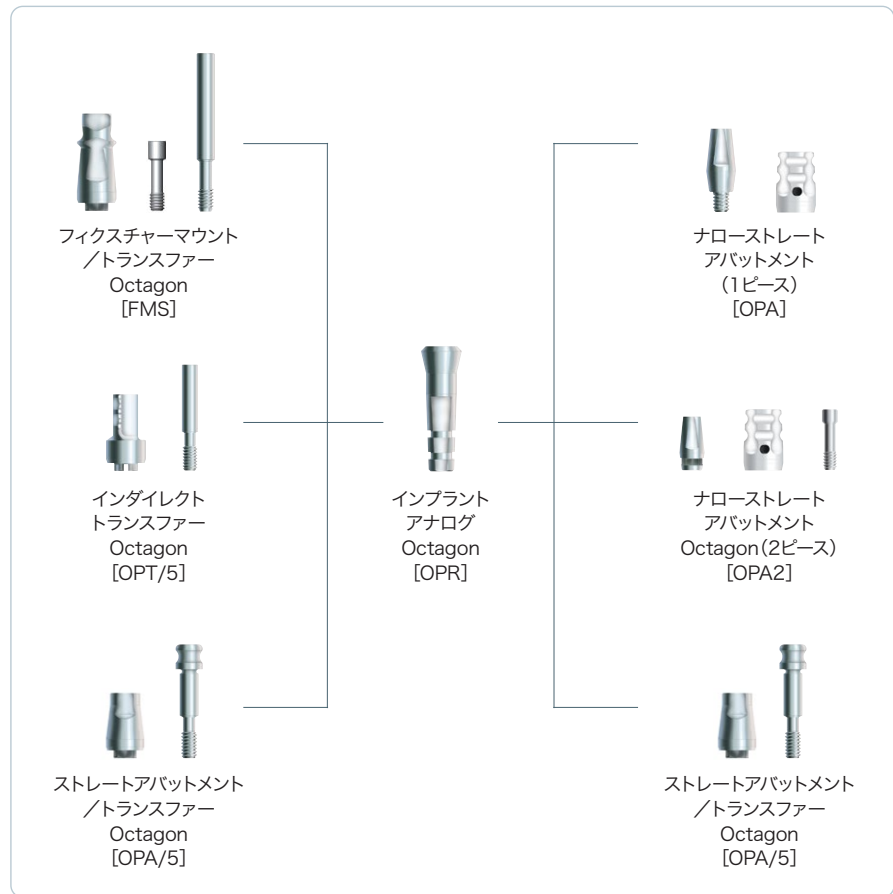 フィクスチャーマウント
／トランスファー
Octagon
［FMS］
ナローストレート
アバットメント
（1ピース）
［OPA］
インダイレクト
トランスファー
Octagon
［OPT/5］
インプラント
アナログ
Octagon
［OPR］
ナローストレート
アバットメント
Octagon（2ピース）
［OPA2］
ストレートアバットメント
／トランスファー
Octagon
［OPA/5］
ストレートアバットメント
／トランスファー
Octagon
［OPA/5］